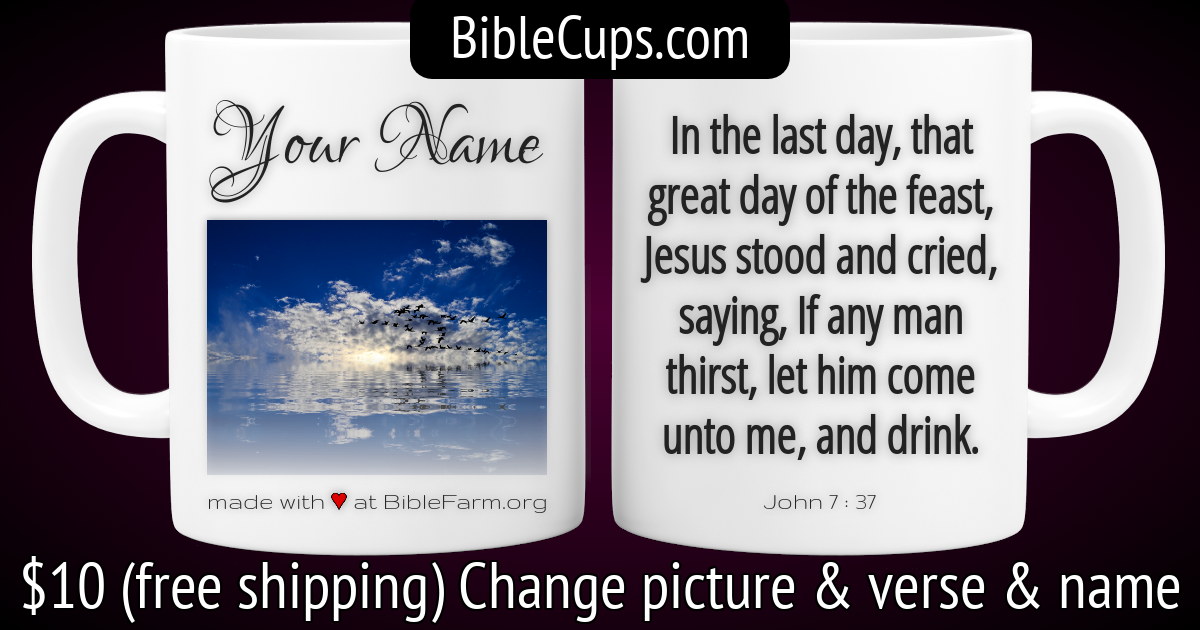 BibleCups.com
Your Name
made with ♥ at BibleFarm.org
In the last day, that
great day of the feast,
Jesus stood and cried,
saying, If any man
thirst, let him come
unto me, and drink.
John 7 : 37
$10 (free shipping) Change picture & verse & name